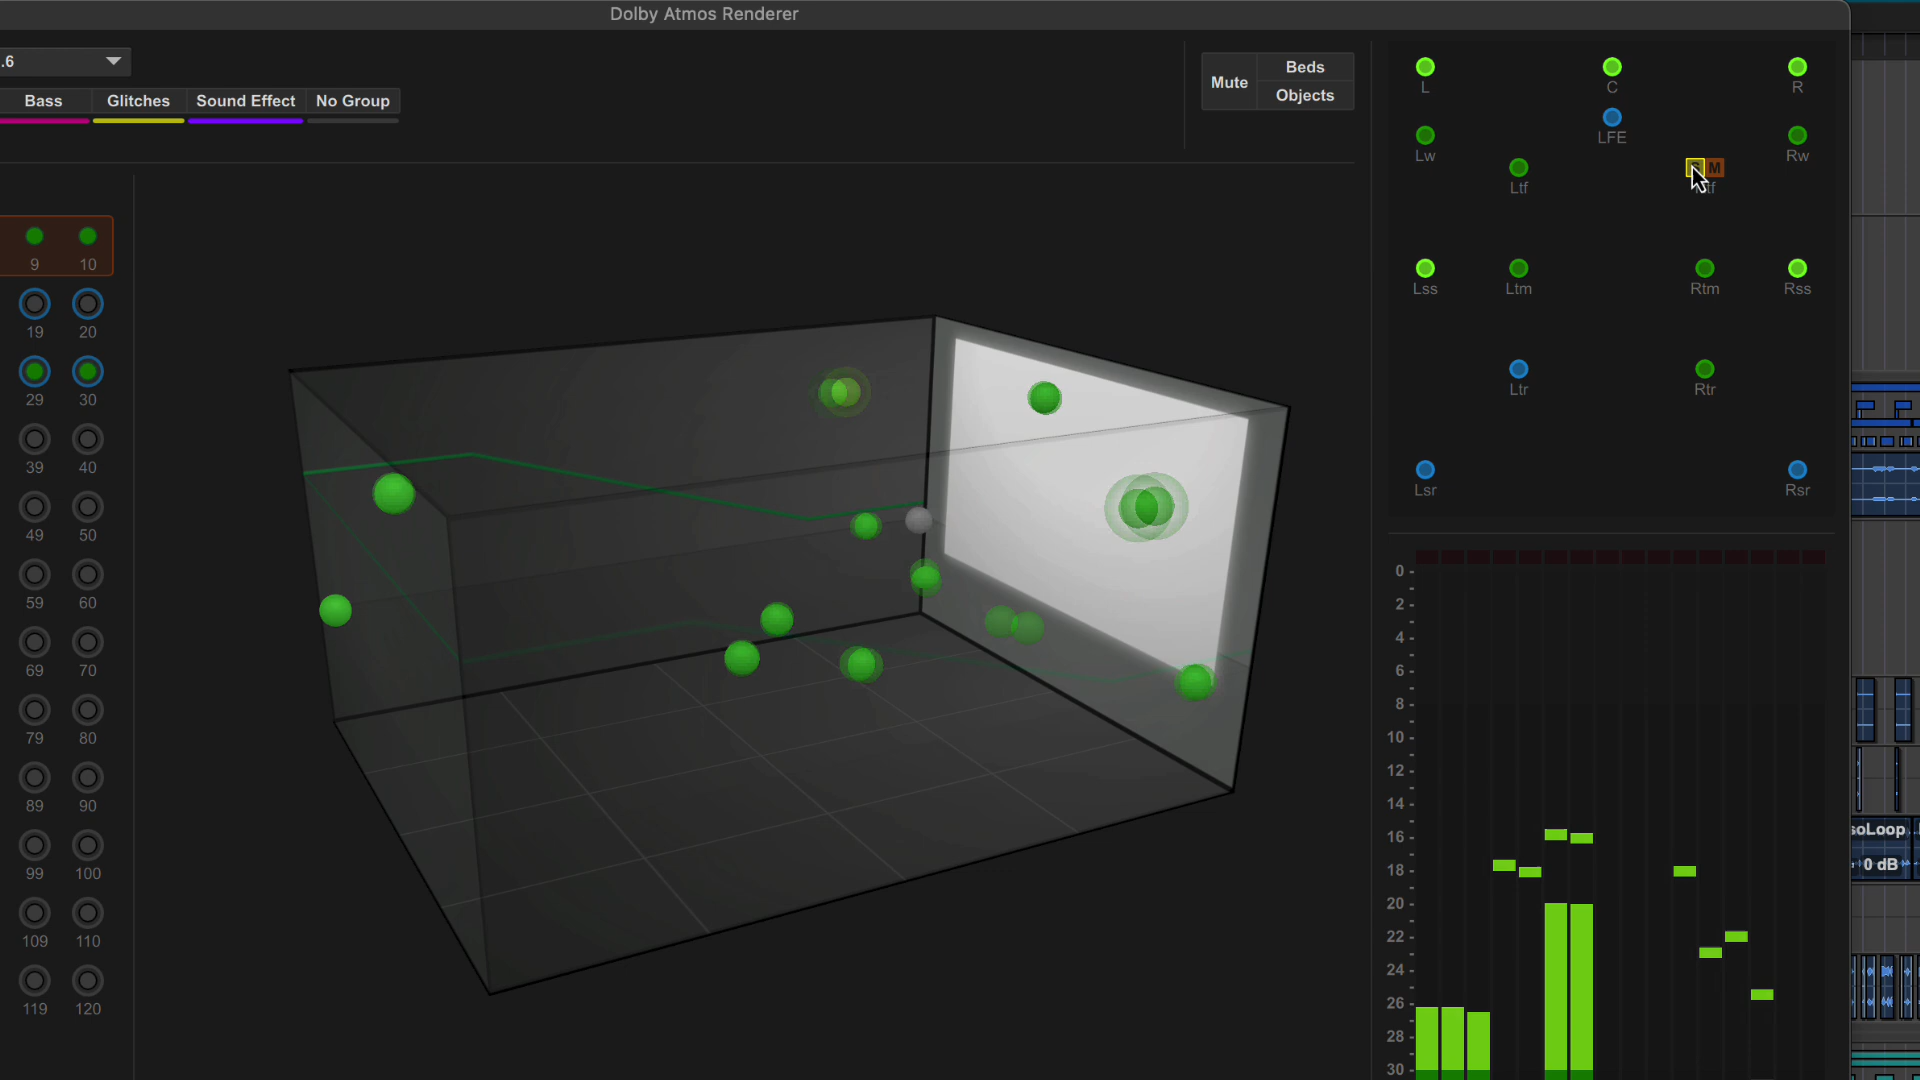 Dolby Atmos Renderer
.6
Bass Glitches Sound Effect No Group
Mute Beds
Objects
L C R
LFE
Lw Rw
M
Ltf
Lss Ltm Rtm Rss
Ltr Rtr
Lsr Rsr
9 10
19 20
29 30
39 40
49 50
59 60
69 70
79 80
89 90
99 100
109 110
119 120
0
2
4
6
8
10
12
14
16
18
20
22
24
26
28
30
soLoop
0 dB